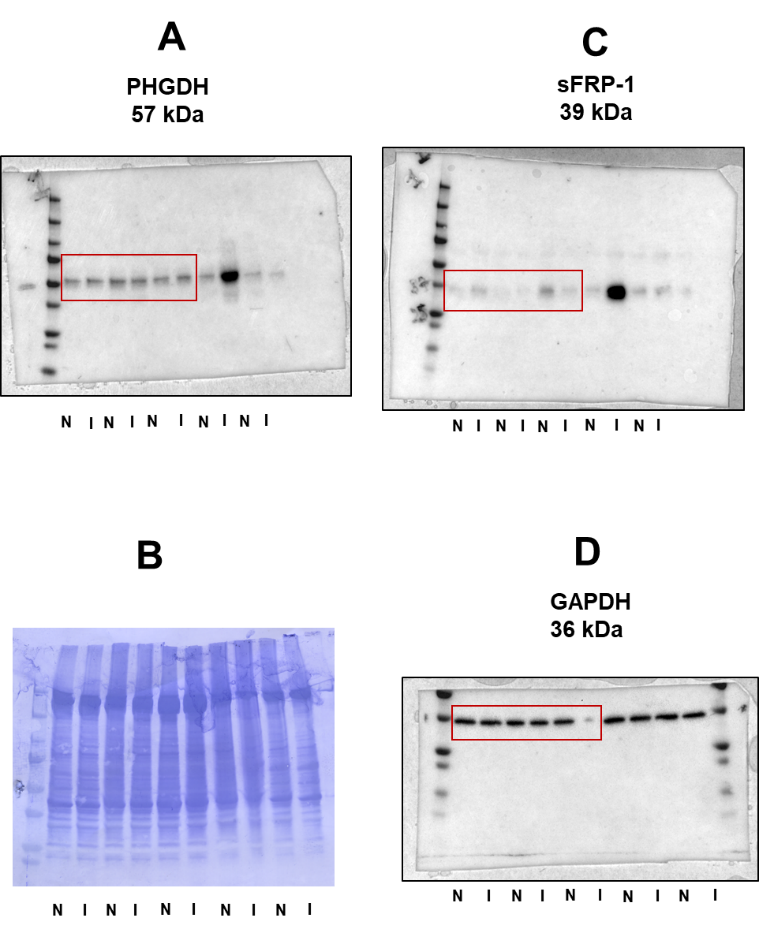 A
PHGDH
57 kDa
N I N I N I N I N I
C
sFRP-1
39 kDa
N I N I N I N I N I
B
N I N I N I N I N I
D
GAPDH
36 kDa
N I N I N I N I N I